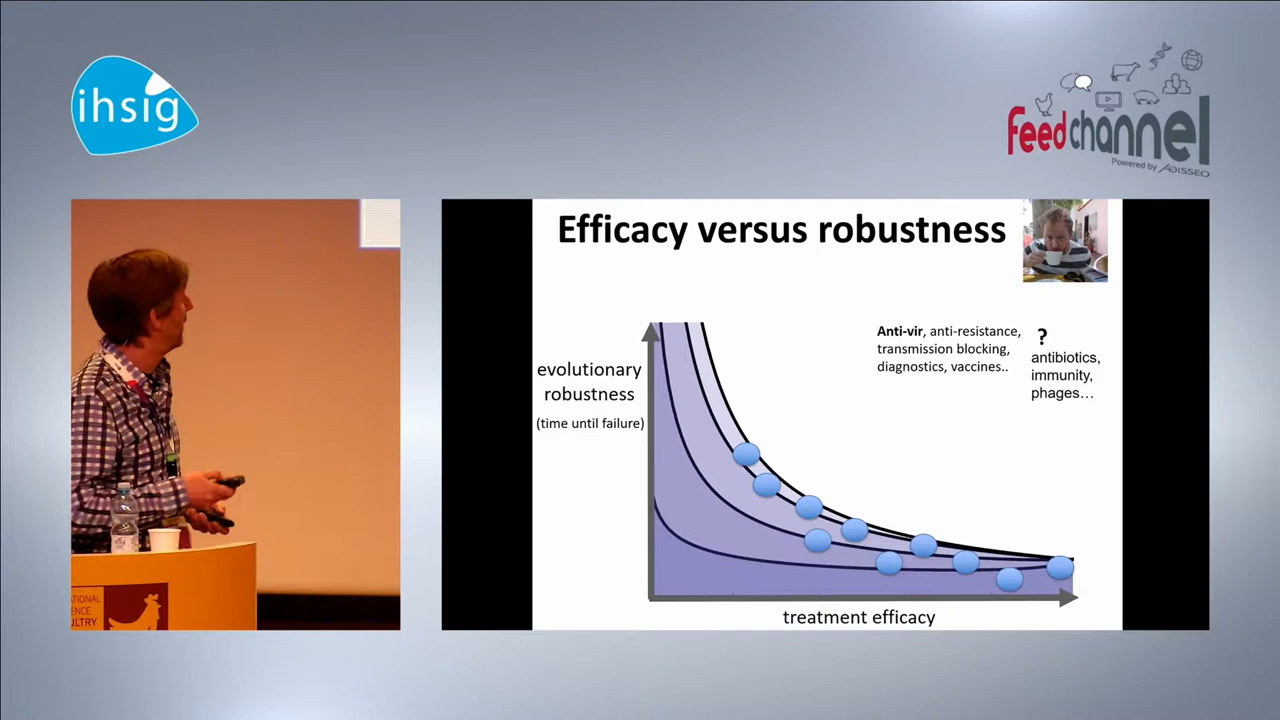 ihsig
feedchannel
Powered by ADISSEO
Efficacy versus robustness
Anti-vir, anti-resistance,
transmission blocking,
diagnostics, vaccines..
?
antibiotics,
immunity,
phages…
evolutionary
robustness
(time until failure)
treatment efficacy